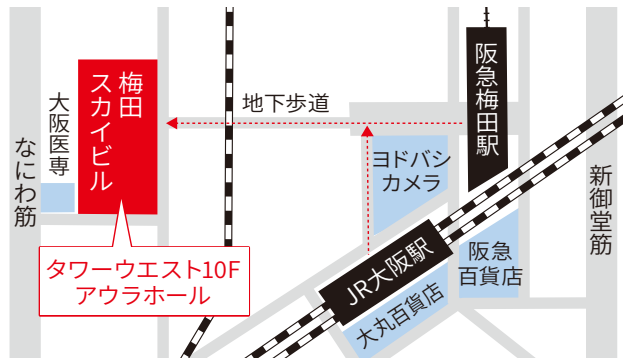 梅田
スカイビル
大阪医専
なにわ筋
地下歩道
阪急梅田駅
ヨドバシ
カメラ
新御堂筋
JR大阪駅
阪急
百貨店
大丸百貨店
タワーウエスト10F
アウラホール